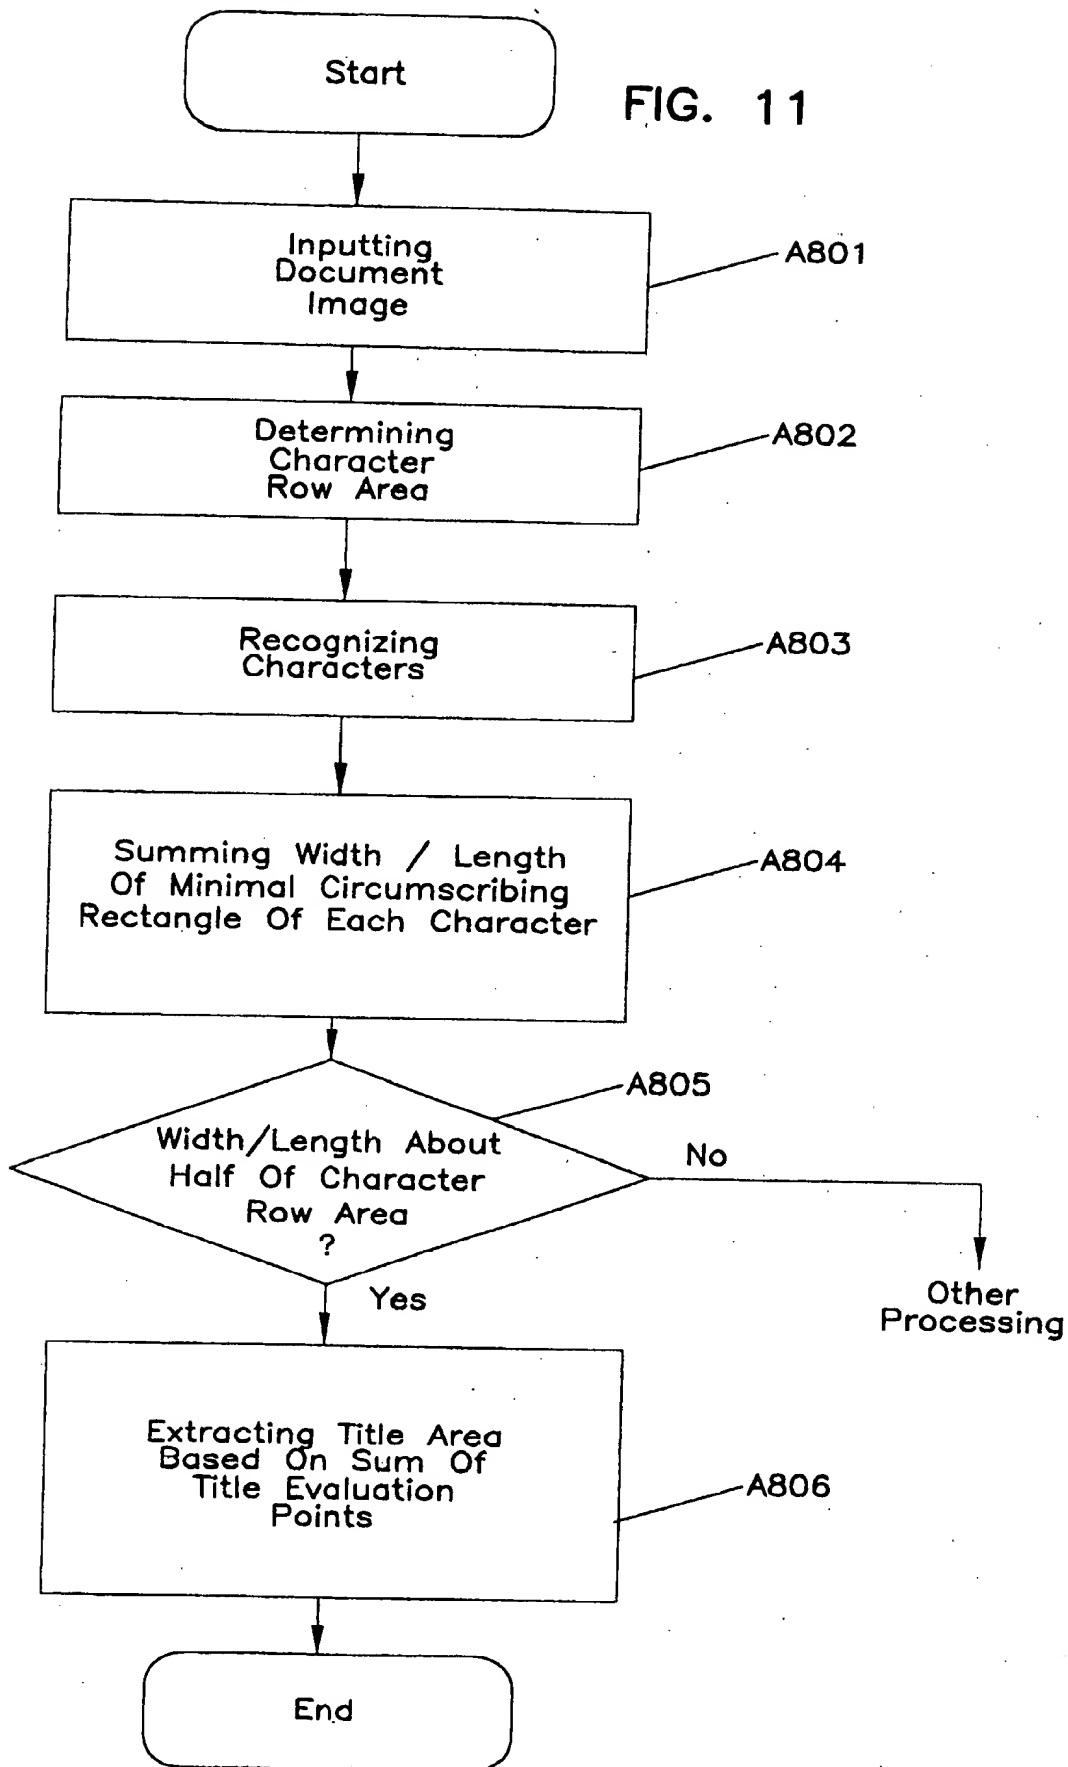 Start
FIG. 11
Inputting
Document
Image
A801
Determining
Character
Row Area
A802
Recognizing
Characters
A803
Summing Width / Length
Of Minimal Circumscribing
Rectangle Of Each Character
A804
A805
Width/Length About
Half Of Character
Row Area
?
No
Yes
Other
Processing
Extracting Title Area
Based On Sum Of
Title Evaluation
Points
A806
End